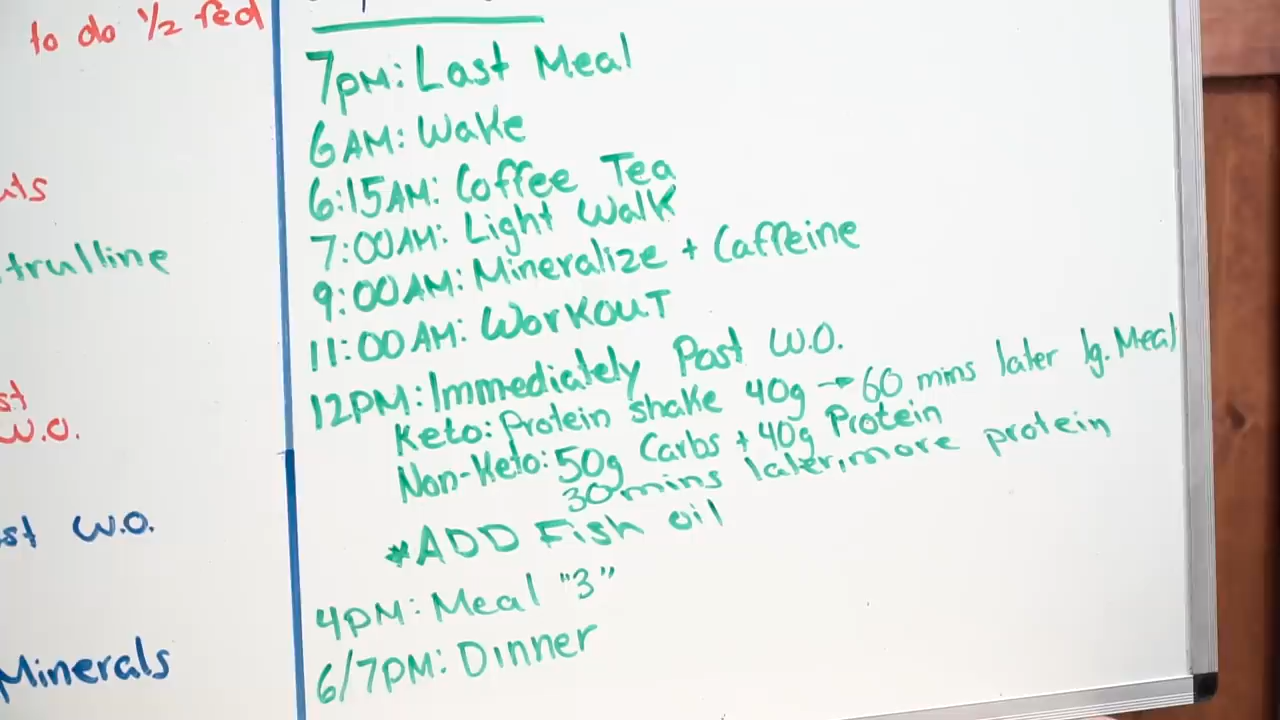 to do 1/2 fed
uts
trulline
st
W.O.
st W.O.
Minerals
7pm: Last Meal
6AM: Wake
6:15AM: Coffee Tea
7:00AM: Light Walk
9:00AM: Mineralize + Caffeine
11:00AM: Workout
12PM: Immediately Post W.O.
Keto: Protein shake 40g → 60 mins later lg. Meal
Non-Keto: 50g Carbs + 40g Protein
30 mins later, more protein
*ADD Fish oil
4PM: Meal "3"
6/7PM: Dinner